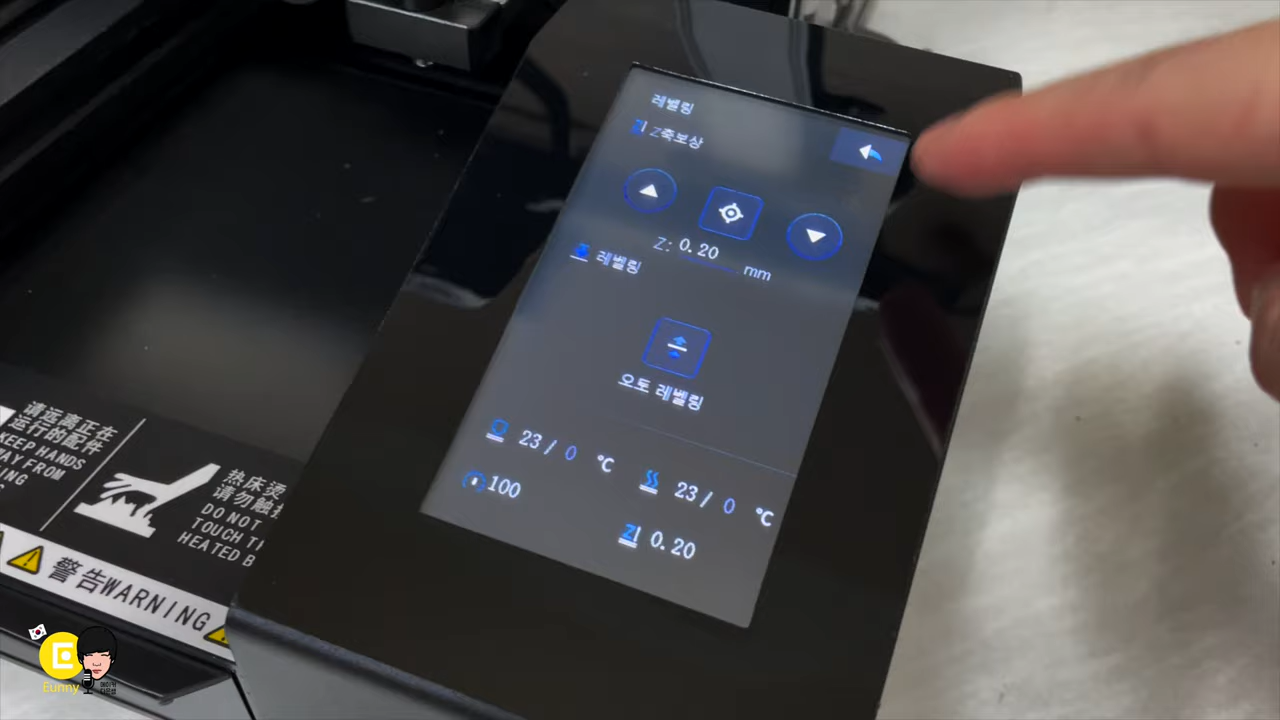 레벨링
Z Z축보상
Z: 0.20 mm
레벨링
오토 레벨링
23 / 0 °C
23 / 0 °C
100
Z 0.20
请远离正在
运行的配件
KEEP HANDS
AWAY FROM
热床烫
请勿触
DO NOT
TOUCH
HEATED B
警告WARNING
Eunny